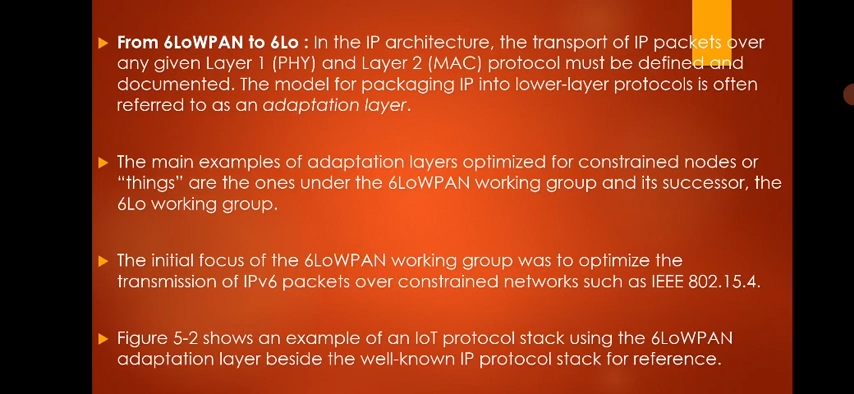 From 6LoWPAN to 6Lo : In the IP architecture, the transport of IP packets over
any given Layer 1 (PHY) and Layer 2 (MAC) protocol must be defined and
documented. The model for packaging IP into lower-layer protocols is often
referred to as an adaptation layer.
The main examples of adaptation layers optimized for constrained nodes or
“things” are the ones under the 6LoWPAN working group and its successor, the
6Lo working group.
The initial focus of the 6LoWPAN working group was to optimize the
transmission of IPv6 packets over constrained networks such as IEEE 802.15.4.
Figure 5-2 shows an example of an IoT protocol stack using the 6LoWPAN
adaptation layer beside the well-known IP protocol stack for reference.